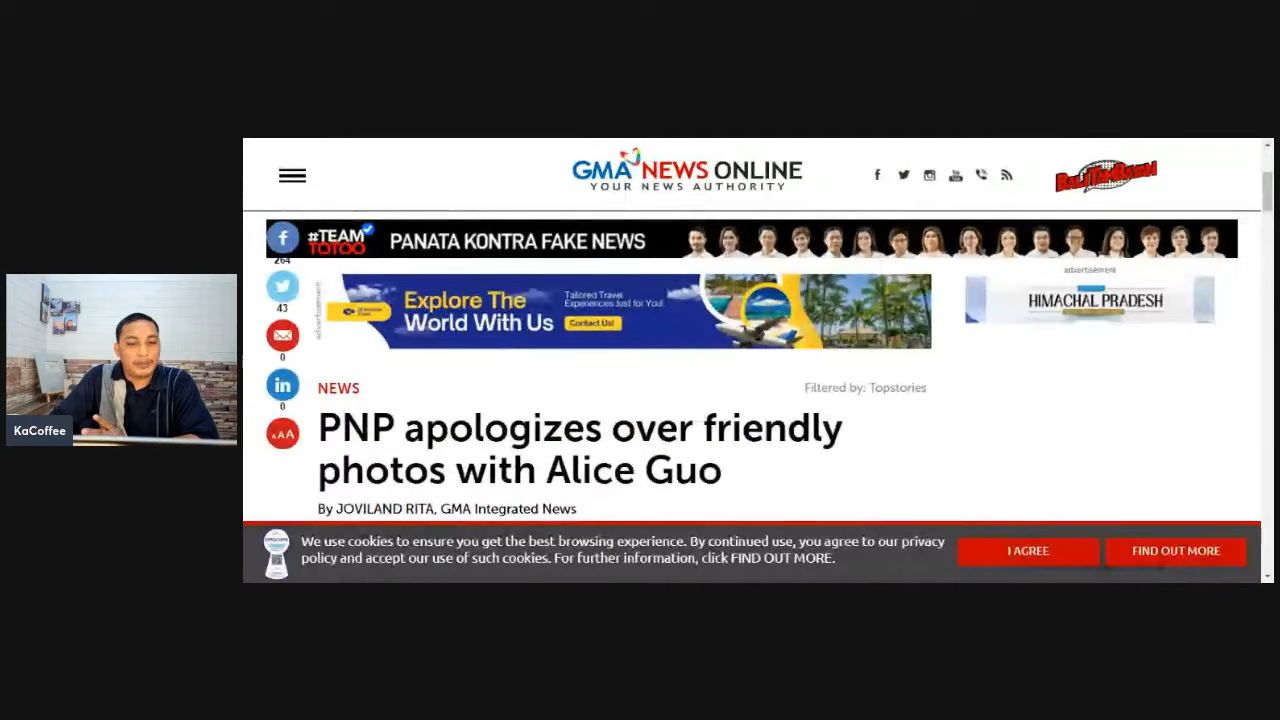 GMA NEWS ONLINE
YOUR NEWS AUTHORITY
BALITAMBAYAN
#TEAM
TOTOO
PANATA KONTRA FAKE NEWS
264
43
0
0
AAA
advertisement
Explore The
World With Us
Tailored Travel
Experiences Just for You!
Contact Us!
advertisement
HIMACHAL PRADESH
KaCoffee
NEWS
Filtered by: Topstories
PNP apologizes over friendly
photos with Alice Guo
By JOVILAND RITA, GMA Integrated News
We use cookies to ensure you get the best browsing experience. By continued use, you agree to our privacy
policy and accept our use of such cookies. For further information, click FIND OUT MORE.
I AGREE
FIND OUT MORE